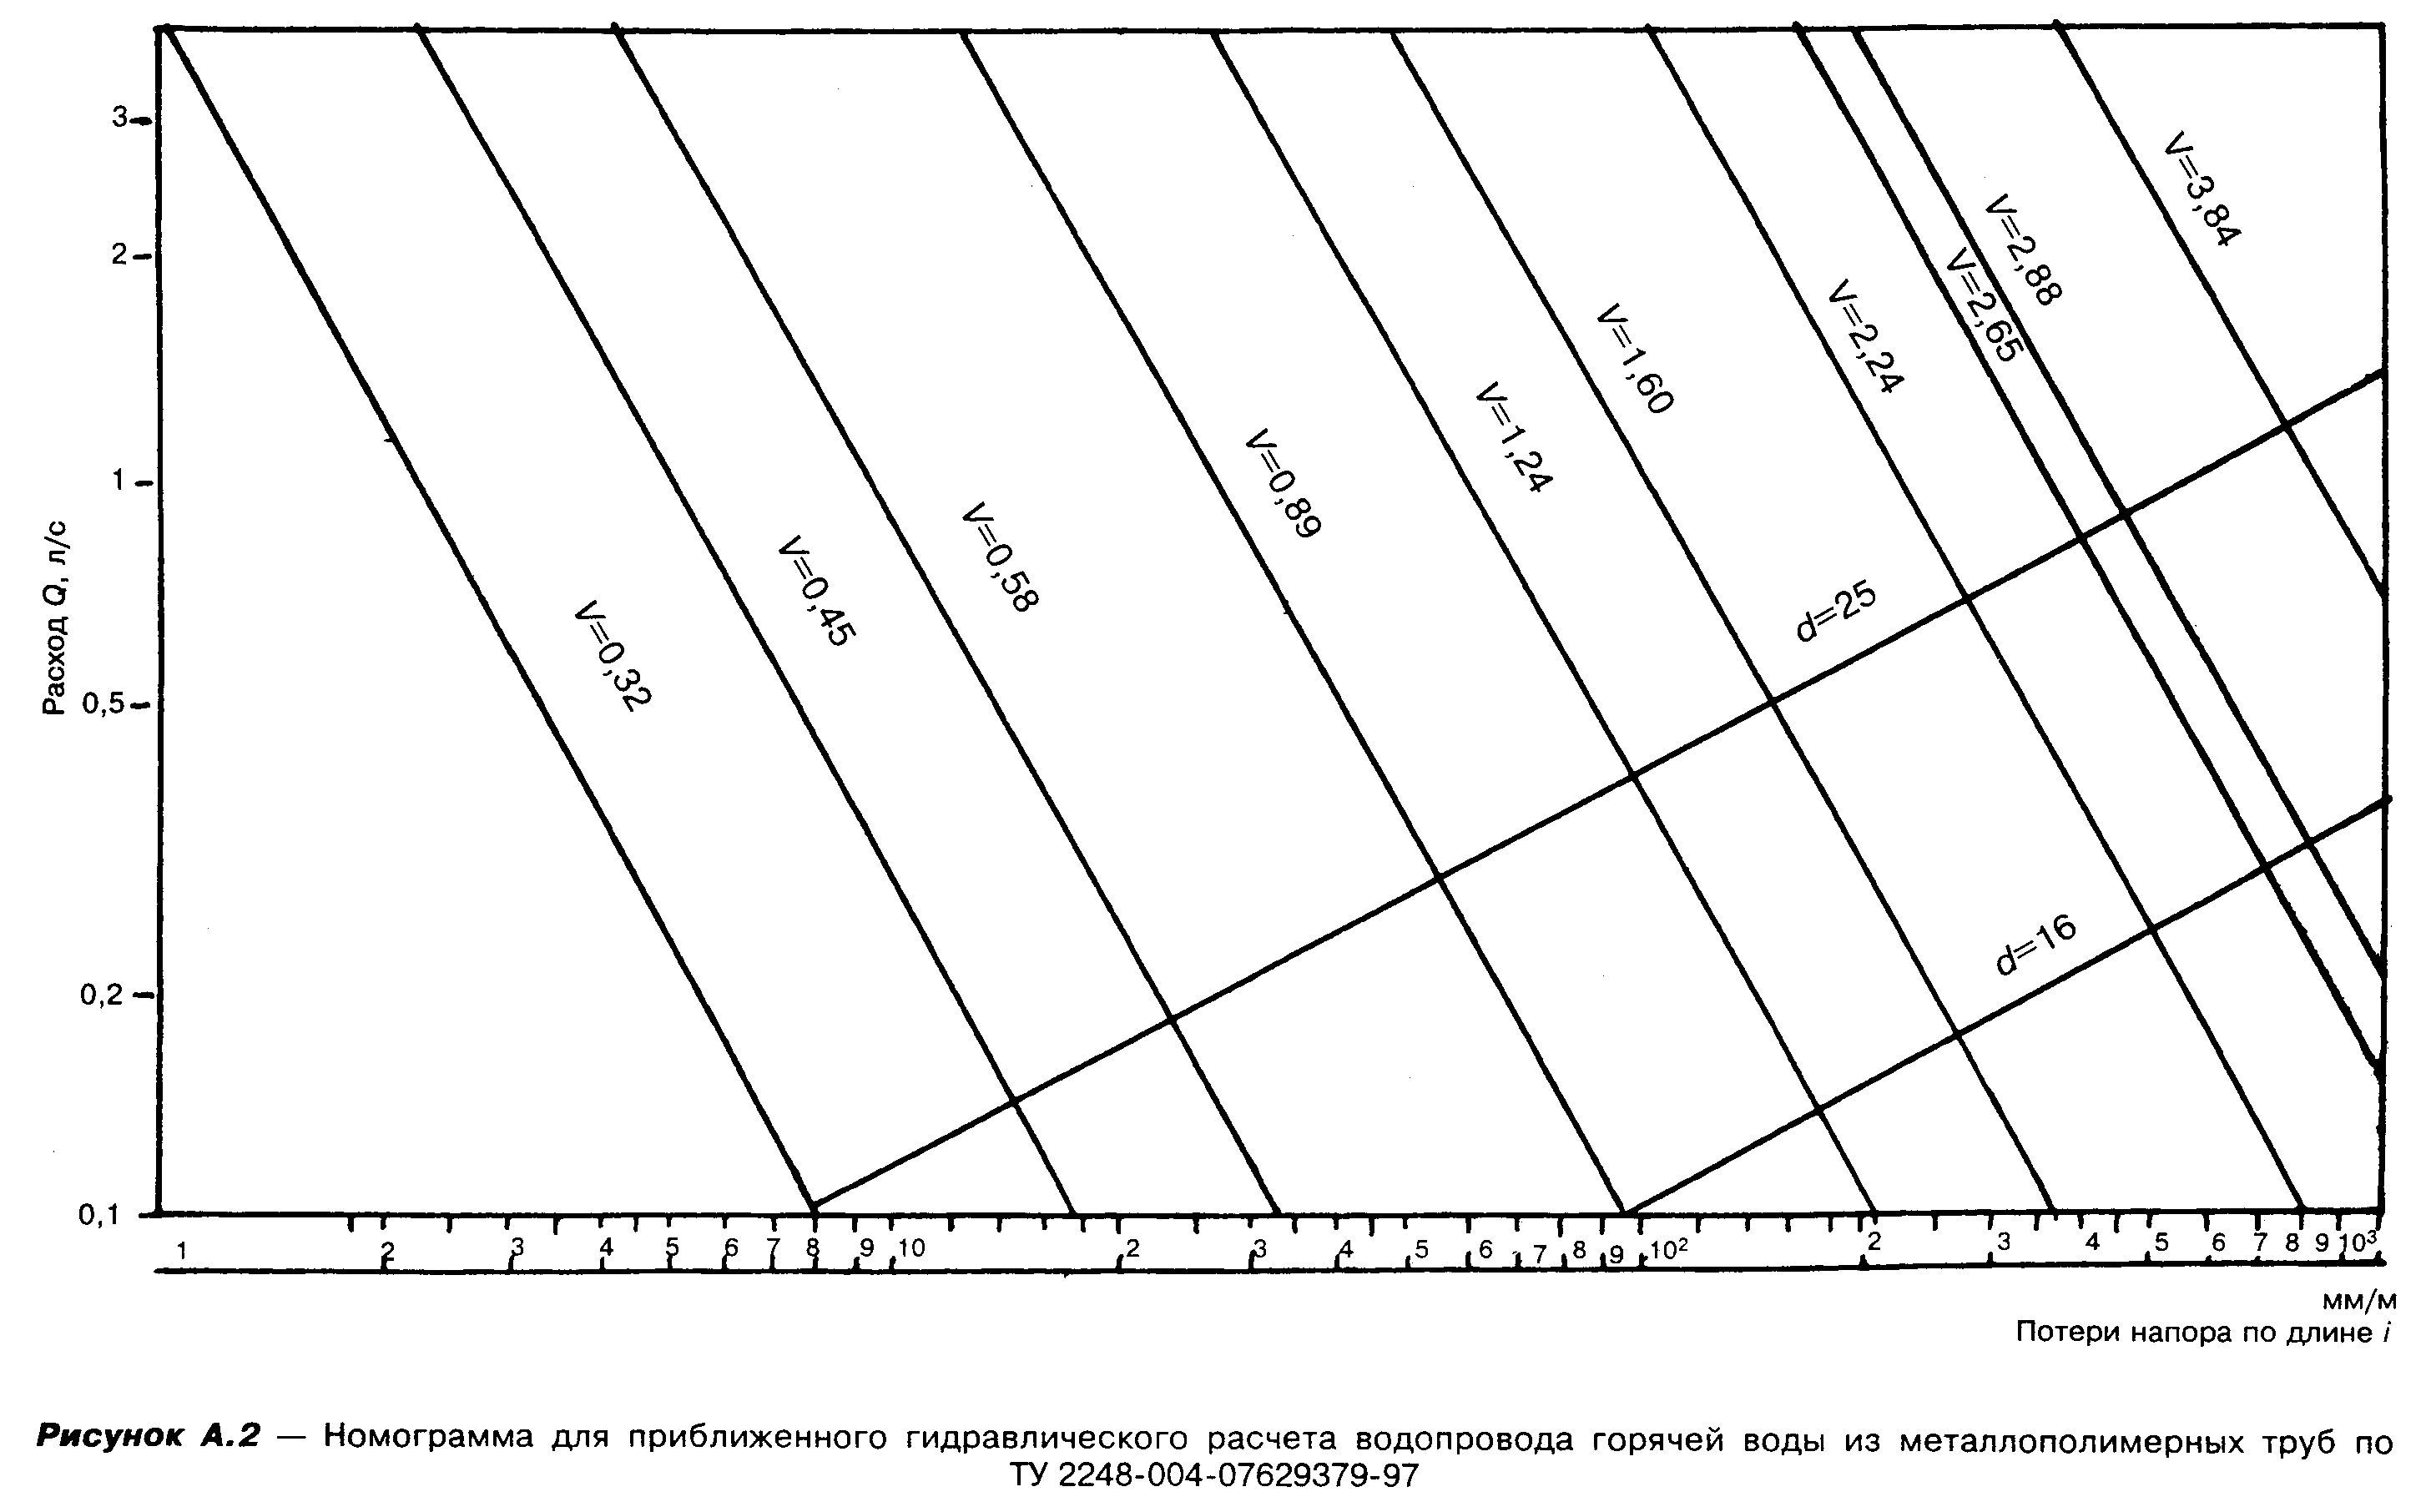 3
2
1
0,5
0,2
0,1
Расход Q, л/с
V=0,32
V=0,45
V=0,58
V=0,89
V=1,24
V=1,60
V=2,24
V=2,65
V=2,88
V=3,84
d=25
d=16
1 2 3 4 5 6 7 8 9 10 2 3 4 5 6 7 8 9 10² 2 3 4 5 6 7 8 9 10³
мм/м
Потери напора по длине i
Рисунок А.2 — Номограмма для приближенного гидравлического расчета водопровода горячей воды из металлополимерных труб по
ТУ 2248-004-07629379-97